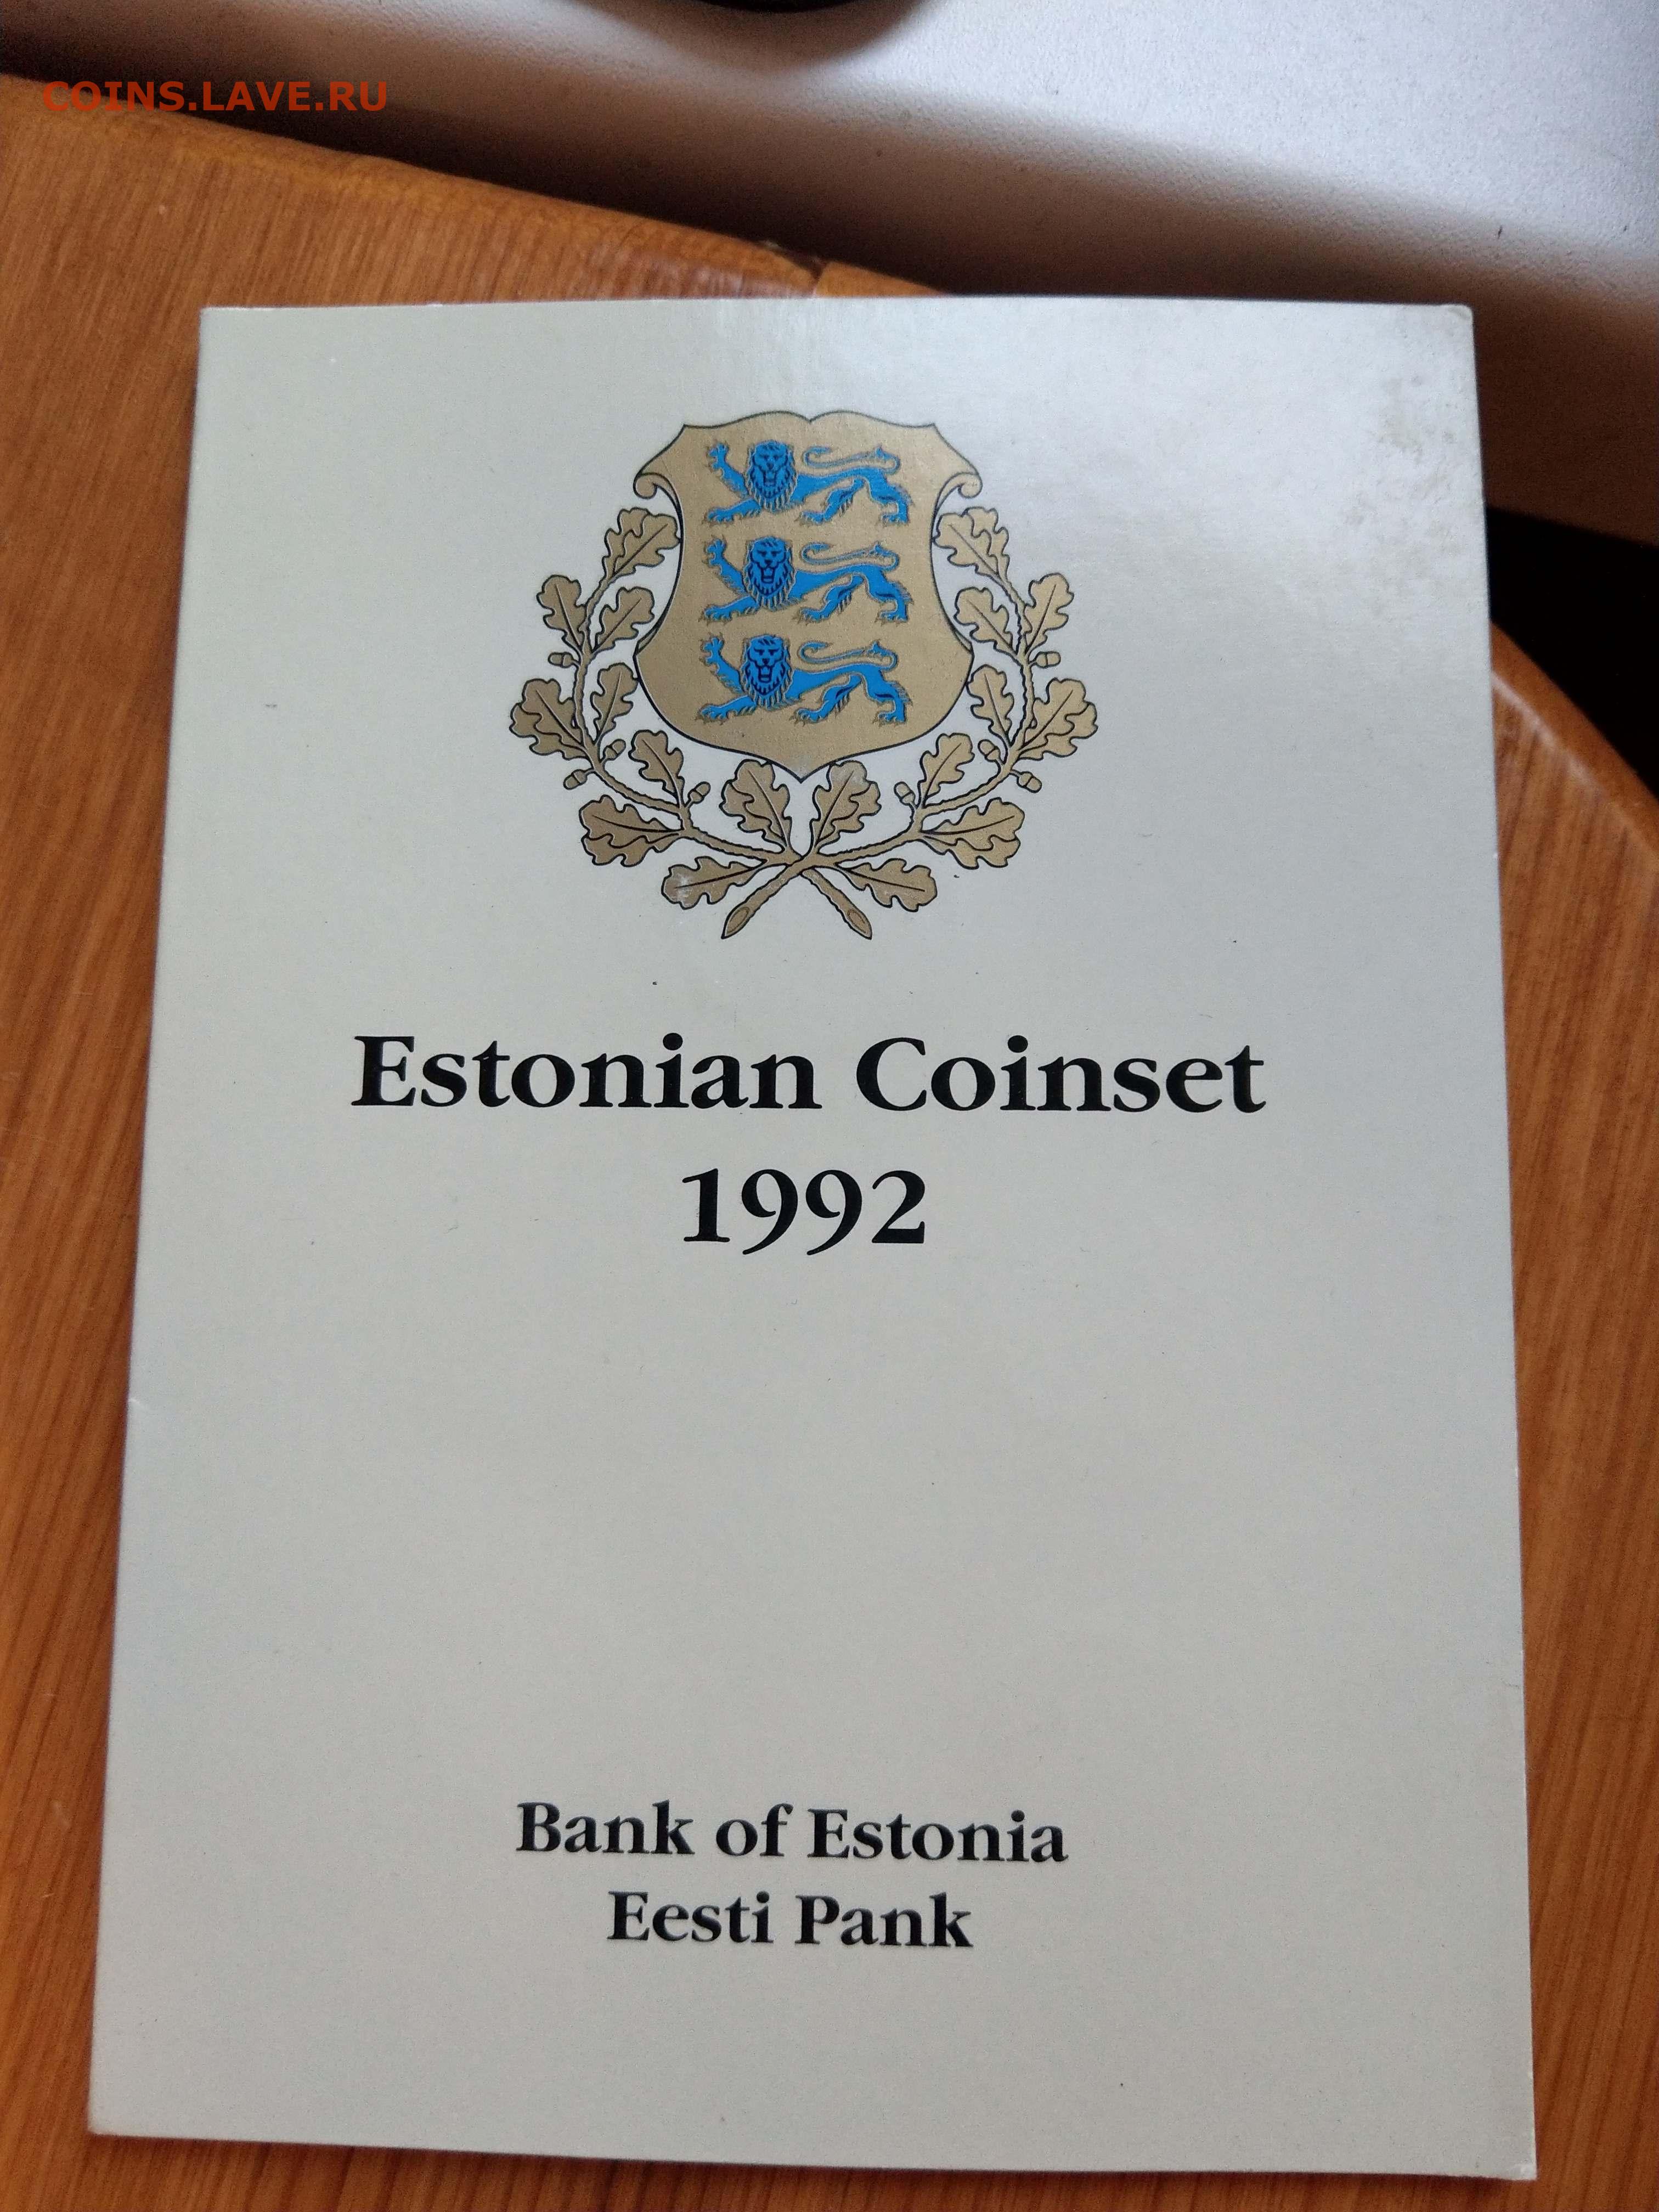 COINS.LAVE.RU
Estonian Coinset
1992
Bank of Estonia
Eesti Pank